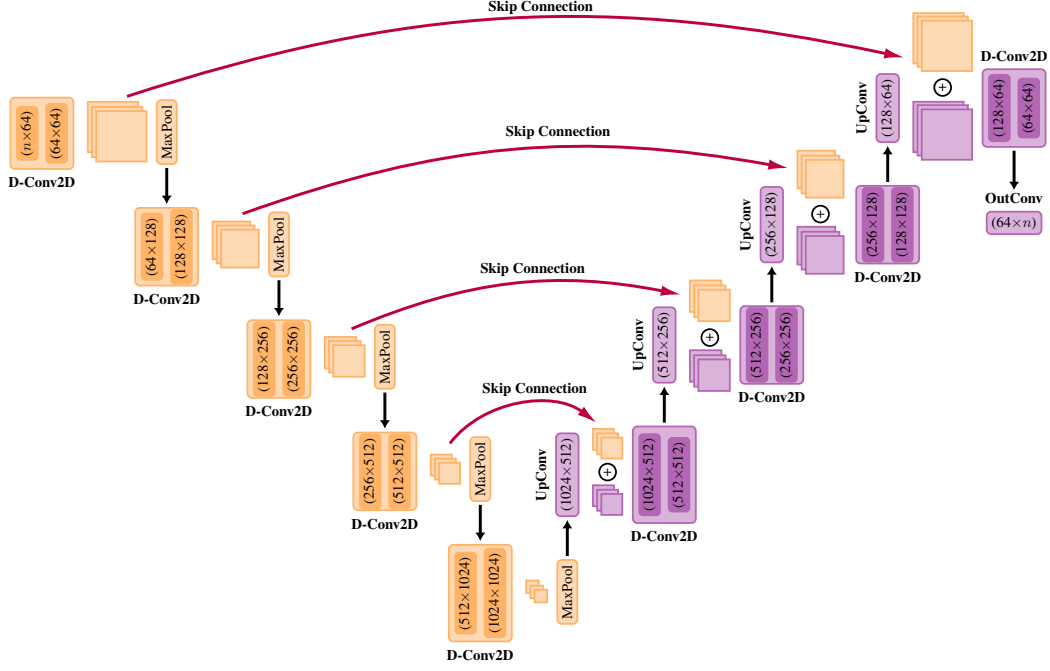 Skip Connection
(n×64)
(64×64)
D-Conv2D
MaxPool
Skip Connection
(64×128)
(128×128)
D-Conv2D
MaxPool
Skip Connection
(128×256)
(256×256)
D-Conv2D
MaxPool
Skip Connection
(256×512)
(512×512)
D-Conv2D
MaxPool
(512×1024)
(1024×1024)
D-Conv2D
MaxPool
UpConv
(1024×512)
+
(1024×512)
(512×512)
D-Conv2D
UpConv
(512×256)
+
(512×256)
(256×256)
D-Conv2D
UpConv
(256×128)
+
(256×128)
(128×128)
D-Conv2D
UpConv
(128×64)
+
D-Conv2D
(128×64)
(64×64)
OutConv
(64×n)